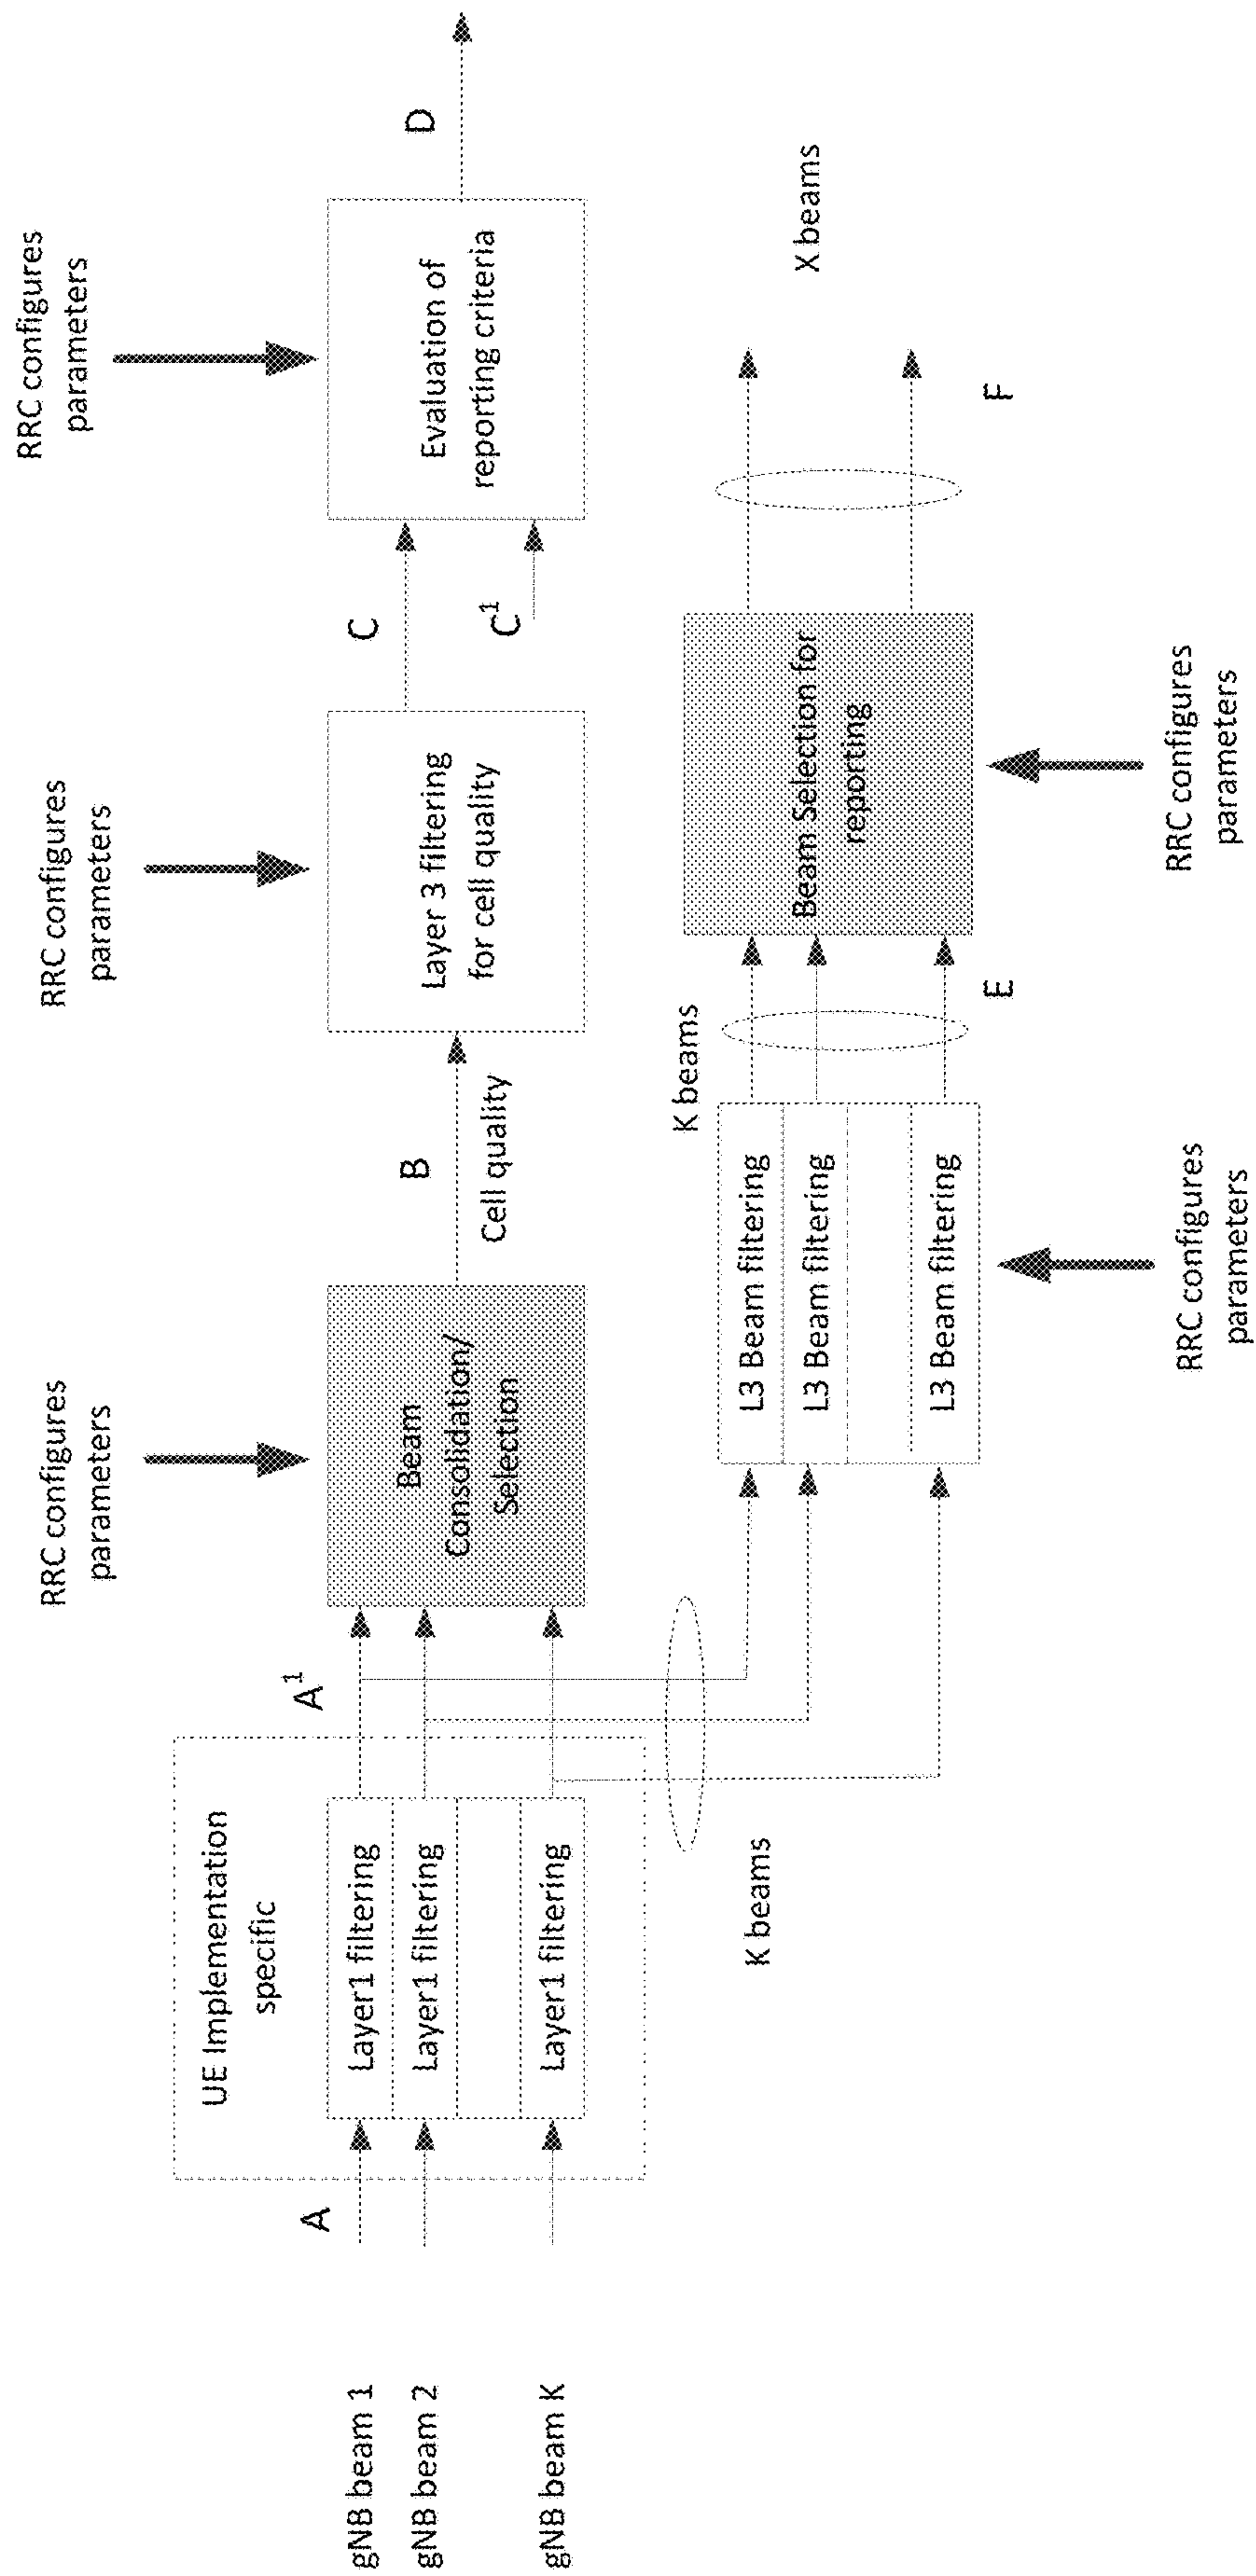 RRC configures
parameters
RRC configures
parameters
RRC configures
parameters
UE Implementation
specific
A
A¹
B
Cell quality
C
C¹
D
gNB beam 1
gNB beam 2
gNB beam K
Layer1 filtering
Layer1 filtering
Layer1 filtering
Beam
Consolidation/
Selection
Layer 3 filtering
for cell quality
Evaluation of
reporting criteria
K beams
K beams
L3 Beam filtering
L3 Beam filtering
L3 Beam filtering
E
Beam Selection for
reporting
F
X beams
RRC configures
parameters
RRC configures
parameters